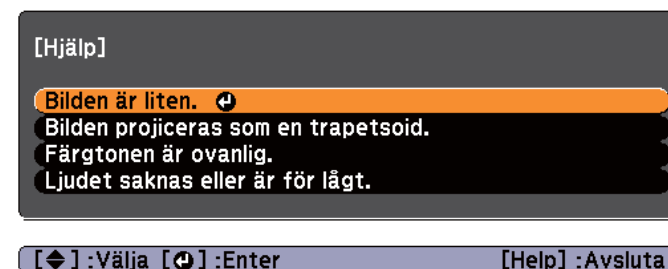 [Hjälp]
Bilden är liten.
Bilden projiceras som en trapetsoid.
Färgtonen är ovanlig.
Ljudet saknas eller är för lågt.
[◆] :Välja [↵] :Enter [Help] :Avsluta